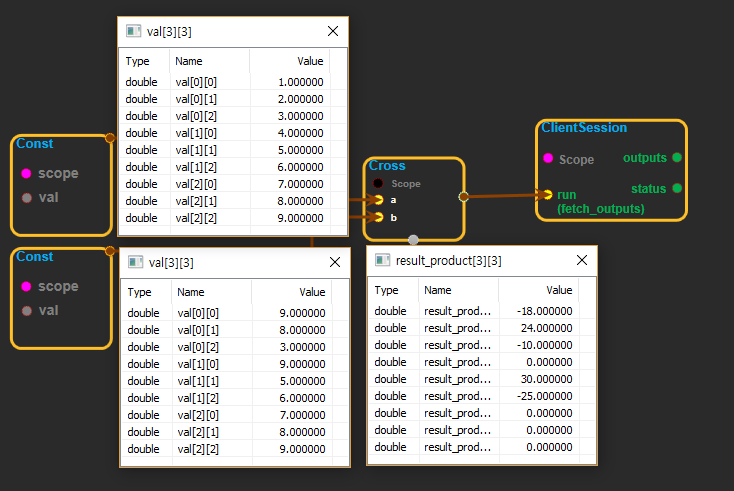 val[3][3]
Type Name Value
double val[0][0] 1.000000
double val[0][1] 2.000000
double val[0][2] 3.000000
double val[1][0] 4.000000
double val[1][1] 5.000000
double val[1][2] 6.000000
double val[2][0] 7.000000
double val[2][1] 8.000000
double val[2][2] 9.000000
Const
scope
val
Cross
Scope
a
b
ClientSession
Scope outputs
status
run
(fetch_outputs)
Const
scope
val
val[3][3]
Type Name Value
double val[0][0] 9.000000
double val[0][1] 8.000000
double val[0][2] 3.000000
double val[1][0] 9.000000
double val[1][1] 5.000000
double val[1][2] 6.000000
double val[2][0] 7.000000
double val[2][1] 8.000000
double val[2][2] 9.000000
result_product[3][3]
Type Name Value
double result_prod... -18.000000
double result_prod... 24.000000
double result_prod... -10.000000
double result_prod... 0.000000
double result_prod... 30.000000
double result_prod... -25.000000
double result_prod... 0.000000
double result_prod... 0.000000
double result_prod... 0.000000